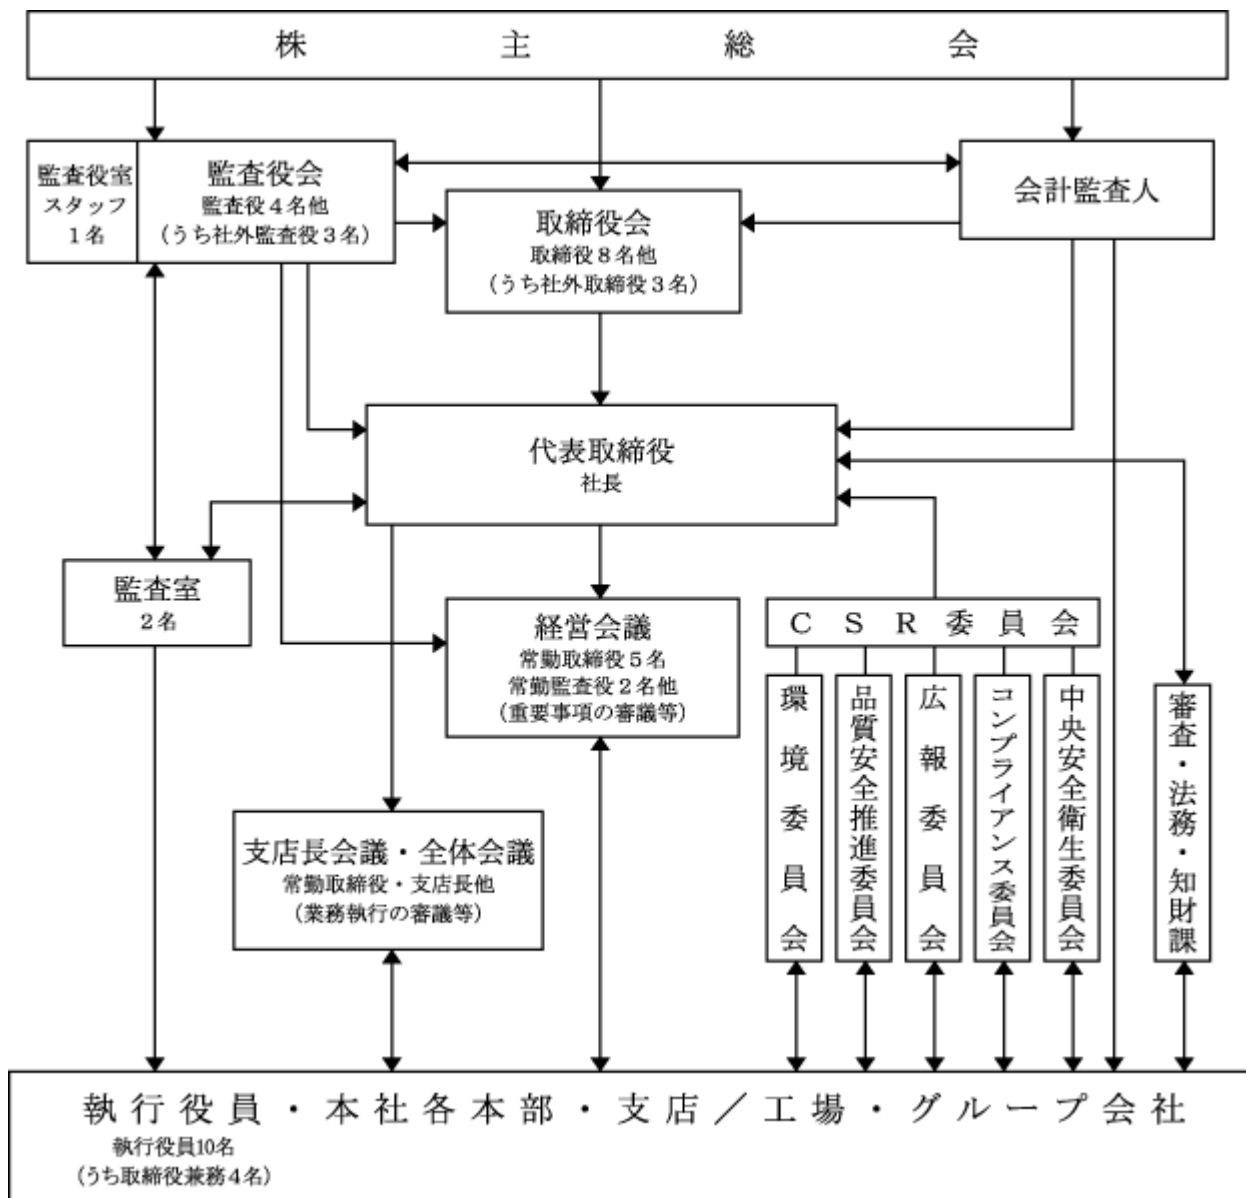 株主総会
監査役室
スタッフ
1名
監査役会
監査役4名他
(うち社外監査役3名)
取締役会
取締役8名他
(うち社外取締役3名)
会計監査人
代表取締役
社長
監査室
2名
経営会議
常勤取締役5名
常勤監査役2名他
(重要事項の審議等)
支店長会議・全体会議
常勤取締役・支店長他
(業務執行の審議等)
CSR委員会
環境委員会
品質安全推進委員会
広報委員会
コンプライアンス委員会
中央安全衛生委員会
審査・法務・知財課
執行役員・本社各本部・支店/工場・グループ会社
執行役員10名
(うち取締役兼務4名)